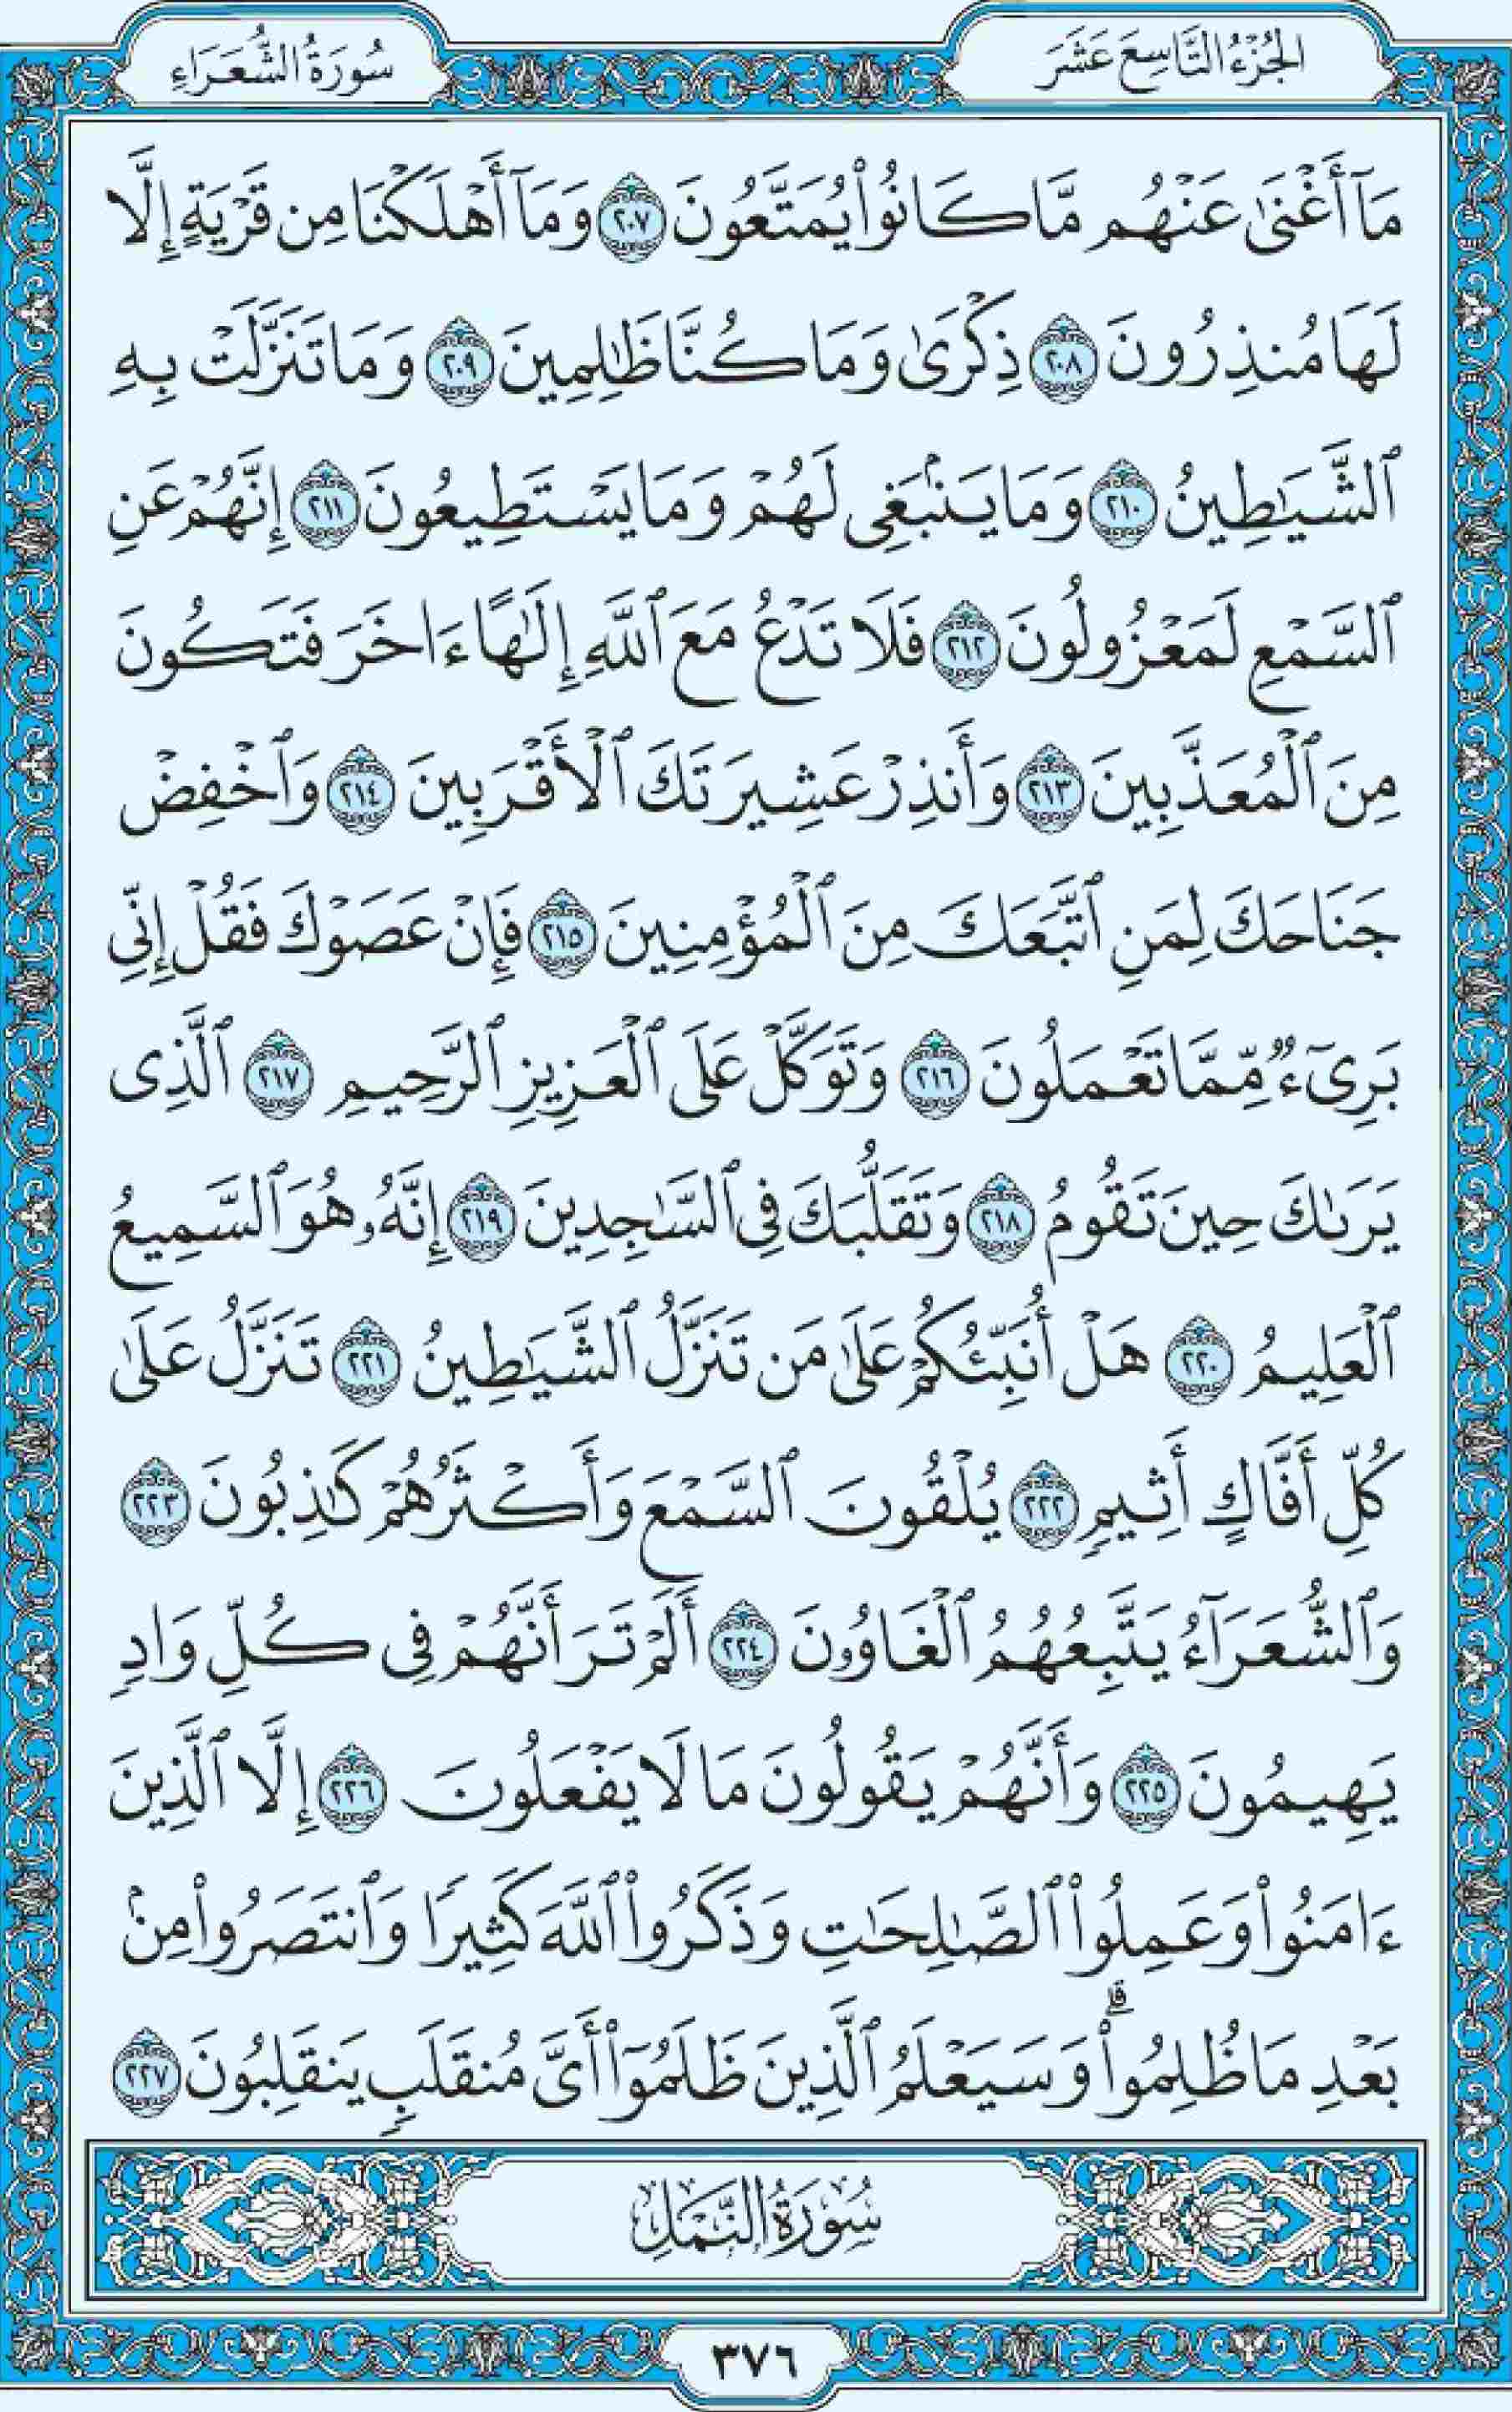 الجُزْءُ التَّاسِعَ عَشَرَ
سُورَةُ الشُّعَرَاءِ
مَآ أَغْنَىٰ عَنْهُم مَّا كَانُوا۟ يُمَتَّعُونَ ٢٠٧ وَمَآ أَهْلَكْنَا مِن قَرْيَةٍ إِلَّا
لَهَا مُنذِرُونَ ٢٠٨ ذِكْرَىٰ وَمَا كُنَّا ظَٰلِمِينَ ٢٠٩ وَمَا تَنَزَّلَتْ بِهِ
ٱلشَّيَٰطِينُ ٢١٠ وَمَا يَنۢبَغِى لَهُمْ وَمَا يَسْتَطِيعُونَ ٢١١ إِنَّهُمْ عَنِ
ٱلسَّمْعِ لَمَعْزُولُونَ ٢١٢ فَلَا تَدْعُ مَعَ ٱللَّهِ إِلَٰهًا ءَاخَرَ فَتَكُونَ
مِنَ ٱلْمُعَذَّبِينَ ٢١٣ وَأَنذِرْ عَشِيرَتَكَ ٱلْأَقْرَبِينَ ٢١٤ وَٱخْفِضْ
جَنَاحَكَ لِمَنِ ٱتَّبَعَكَ مِنَ ٱلْمُؤْمِنِينَ ٢١٥ فَإِنْ عَصَوْكَ فَقُلْ إِنِّى
بَرِىٓءٌ مِّمَّا تَعْمَلُونَ ٢١٦ وَتَوَكَّلْ عَلَى ٱلْعَزِيزِ ٱلرَّحِيمِ ٢١٧ ٱلَّذِى
يَرَىٰكَ حِينَ تَقُومُ ٢١٨ وَتَقَلُّبَكَ فِى ٱلسَّٰجِدِينَ ٢١٩ إِنَّهُۥ هُوَ ٱلسَّمِيعُ
ٱلْعَلِيمُ ٢٢٠ هَلْ أُنَبِّئُكُمْ عَلَىٰ مَن تَنَزَّلُ ٱلشَّيَٰطِينُ ٢٢١ تَنَزَّلُ عَلَىٰ
كُلِّ أَفَّاكٍ أَثِيمٍ ٢٢٢ يُلْقُونَ ٱلسَّمْعَ وَأَكْثَرُهُمْ كَٰذِبُونَ ٢٢٣
وَٱلشُّعَرَآءُ يَتَّبِعُهُمُ ٱلْغَاوُۥنَ ٢٢٤ أَلَمْ تَرَ أَنَّهُمْ فِى كُلِّ وَادٍ
يَهِيمُونَ ٢٢٥ وَأَنَّهُمْ يَقُولُونَ مَا لَا يَفْعَلُونَ ٢٢٦ إِلَّا ٱلَّذِينَ
ءَامَنُوا۟ وَعَمِلُوا۟ ٱلصَّٰلِحَٰتِ وَذَكَرُوا۟ ٱللَّهَ كَثِيرًا وَٱنتَصَرُوا۟ مِنۢ
بَعْدِ مَا ظُلِمُوا۟ ۗ وَسَيَعْلَمُ ٱلَّذِينَ ظَلَمُوٓا۟ أَىَّ مُنقَلَبٍ يَنقَلِبُونَ ٢٢٧
سُورَةُ النَّمْلِ
٣٧٦